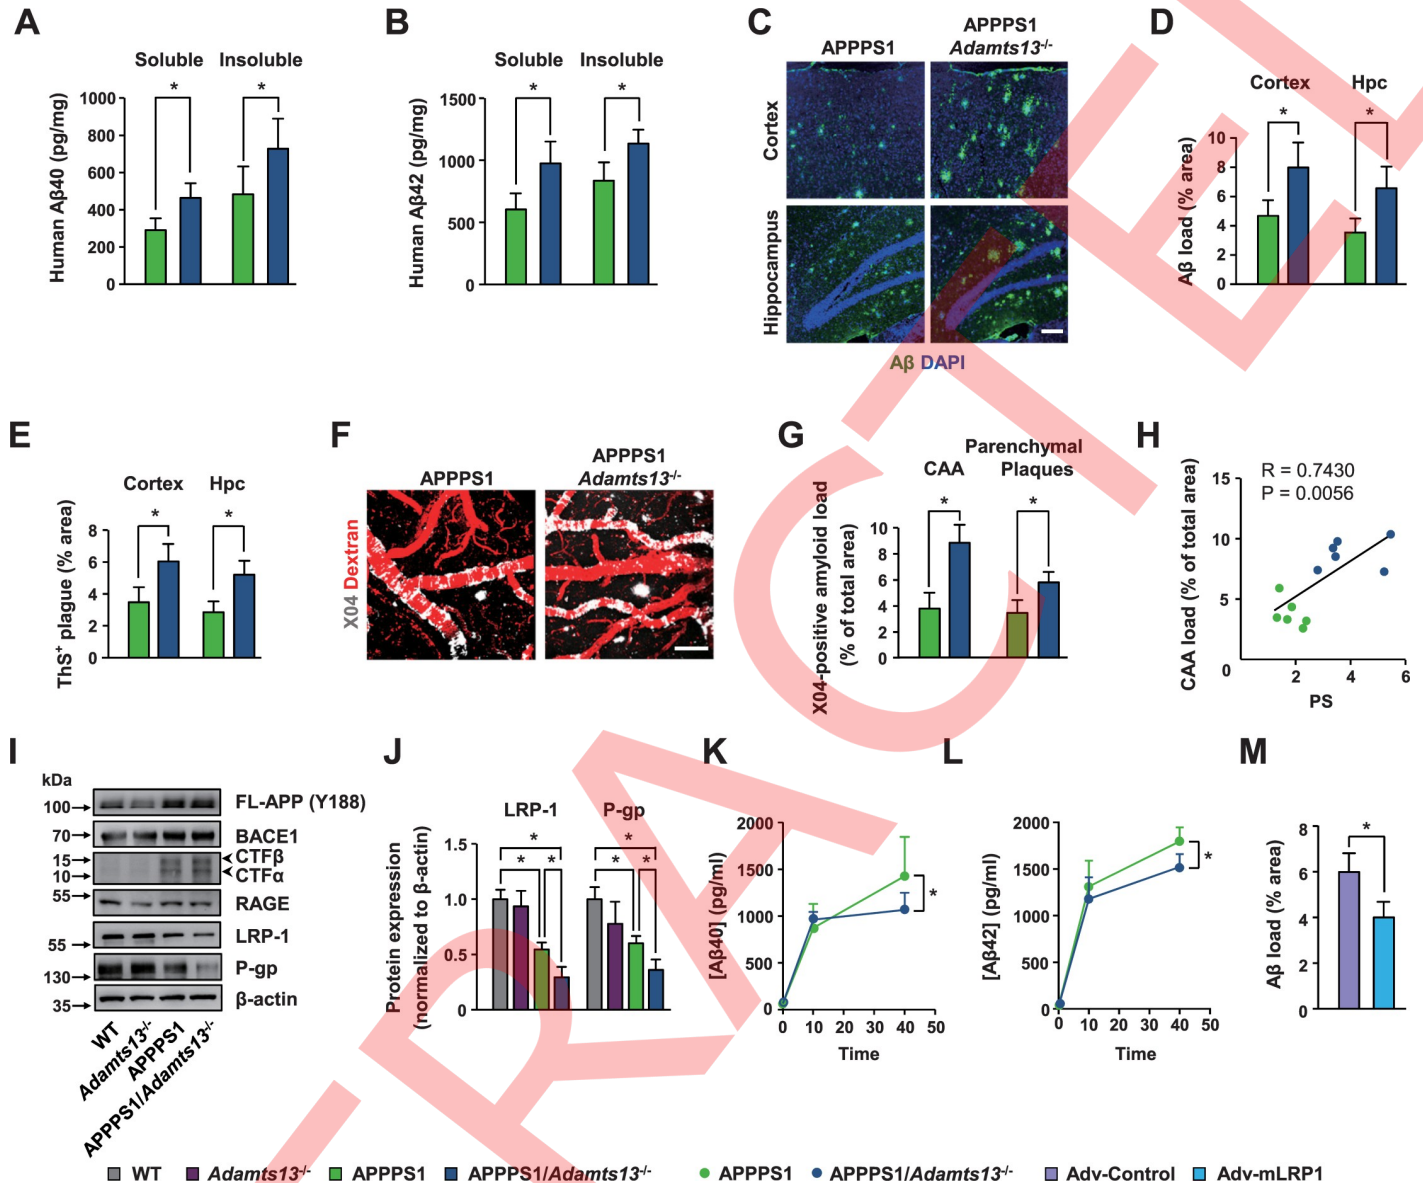 A
Soluble Insoluble
Human Aβ40 (pg/mg)
1000
800
600
400
200
0
* *
B
Soluble Insoluble
Human Aβ42 (pg/mg)
1500
1000
500
0
* *
C
APPPS1
APPPS1
Adamts13-/-
Cortex
Hippocampus
Aβ DAPI
D
Cortex Hpc
Aβ load (% area)
10
8
6
4
2
0
* *
E
Cortex Hpc
ThS+ plague (% area)
8
6
4
2
0
* *
F
APPPS1
APPPS1
Adamts13-/-
X04 Dextran
G
CAA
Parenchymal
Plaques
X04-positive amyloid load
(% of total area)
10
8
6
4
2
0
* *
H
R = 0.7430
P = 0.0056
CAA load (% of total area)
15
10
5
0
2 4 6
PS
I
kDa
100 FL-APP (Y188)
70 BACE1
15 CTFβ
10 CTFα
55 RAGE
55 LRP-1
130 P-gp
35 β-actin
WT
Adamts13-/-
APPPS1
APPPS1/Adamts13-/-
J
LRP-1 P-gp
Protein expression
(normalized to β-actin)
1.5
1.0
0.5
0
* *
* * * *
K
[Aβ40] (pg/ml)
2000
1500
1000
500
0
0 10 20 30 40 50
Time
*
L
[Aβ42] (pg/ml)
2000
1500
1000
500
0
0 10 20 30 40 50
Time
*
M
Aβ load (% area)
8
6
4
2
0
*
WT Adamts13-/- APPPS1 APPPS1/Adamts13-/- APPPS1 APPPS1/Adamts13-/- Adv-Control Adv-mLRP1
RACTE